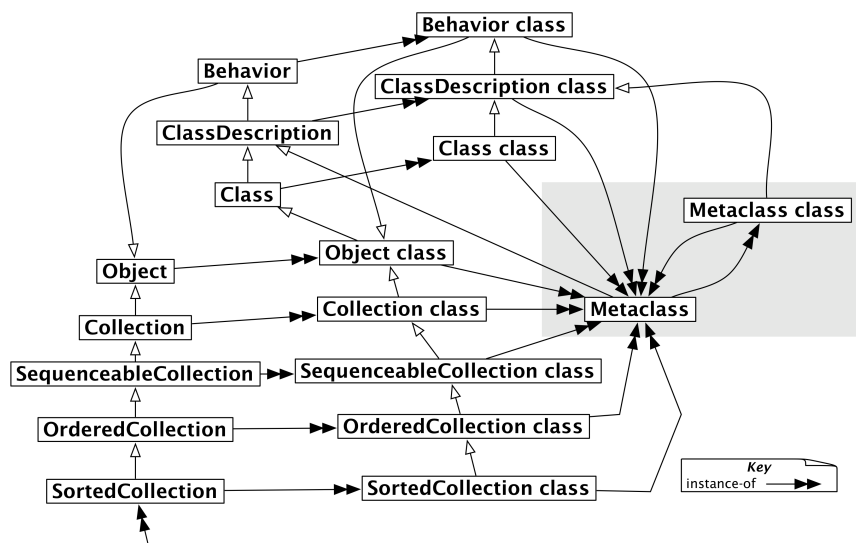 Behavior class
Behavior
ClassDescription class
ClassDescription
Class class
Class
Metaclass class
Object class
Object
Collection class
Metaclass
Collection
SequenceableCollection class
SequenceableCollection
OrderedCollection class
OrderedCollection
SortedCollection class
SortedCollection
Key
instance-of